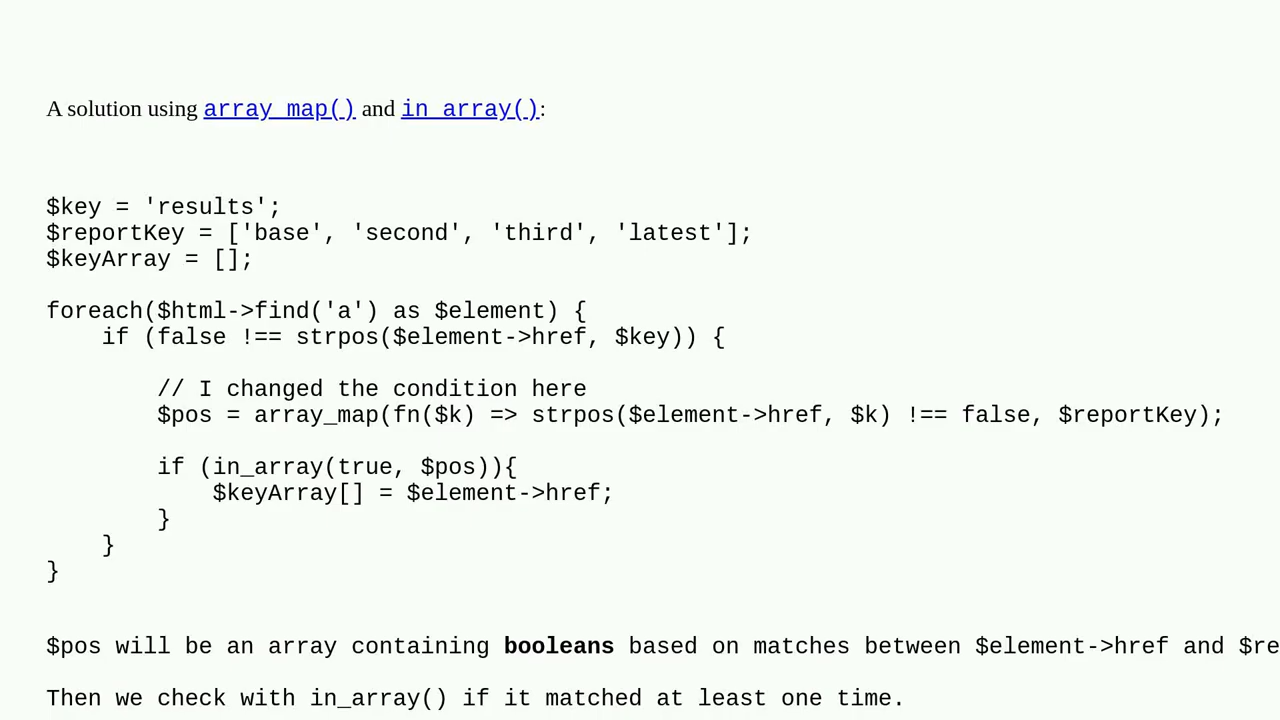 A solution using array_map() and in_array():
$key = 'results';
$reportKey = ['base', 'second', 'third', 'latest'];
$keyArray = [];
foreach($html->find('a') as $element) {
    if (false !== strpos($element->href, $key)) {
        // I changed the condition here
        $pos = array_map(fn($k) => strpos($element->href, $k) !== false, $reportKey);
        if (in_array(true, $pos)){
            $keyArray[] = $element->href;
        }
    }
}
$pos will be an array containing booleans based on matches between $element->href and $re
Then we check with in_array() if it matched at least one time.